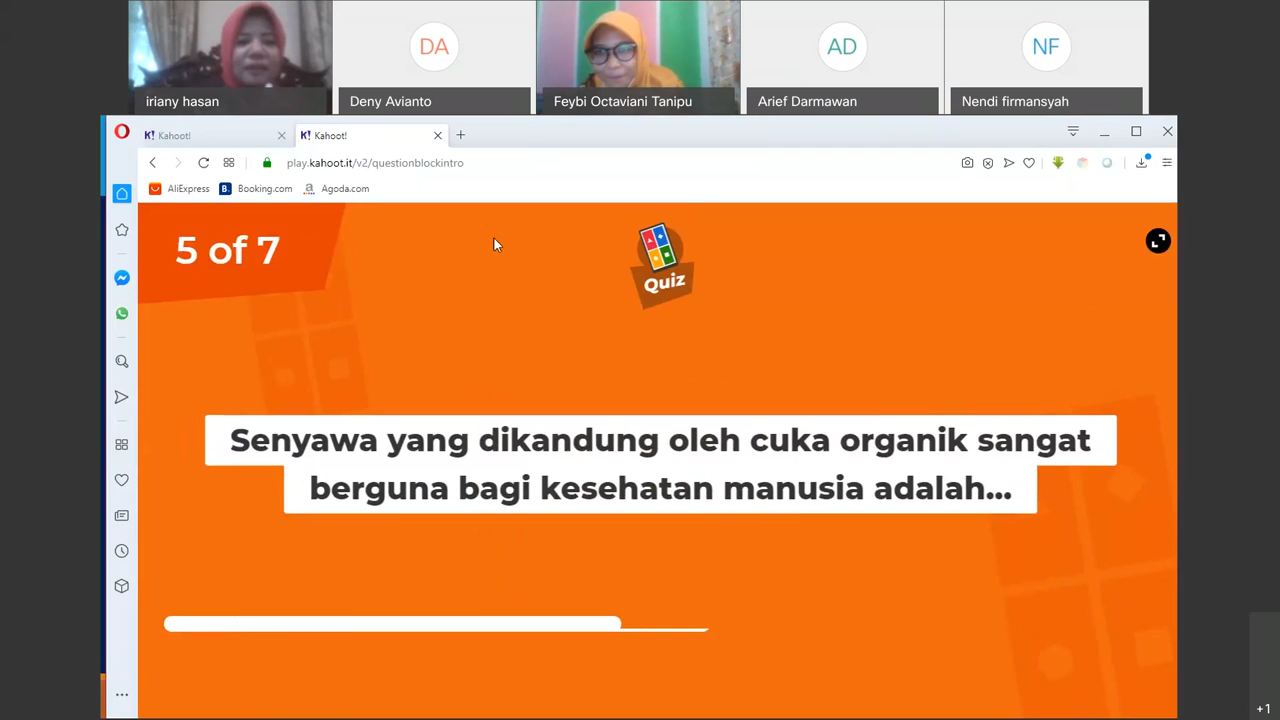 DA
AD
NF
iriany hasan
Deny Avianto
Feybi Octaviani Tanipu
Arief Darmawan
Nendi firmansyah
K! Kahoot!
K! Kahoot!
play.kahoot.it/v2/questionblockintro
AliExpress
B. Booking.com
a Agoda.com
5 of 7
Quiz
Senyawa yang dikandung oleh cuka organik sangat
berguna bagi kesehatan manusia adalah...
+1